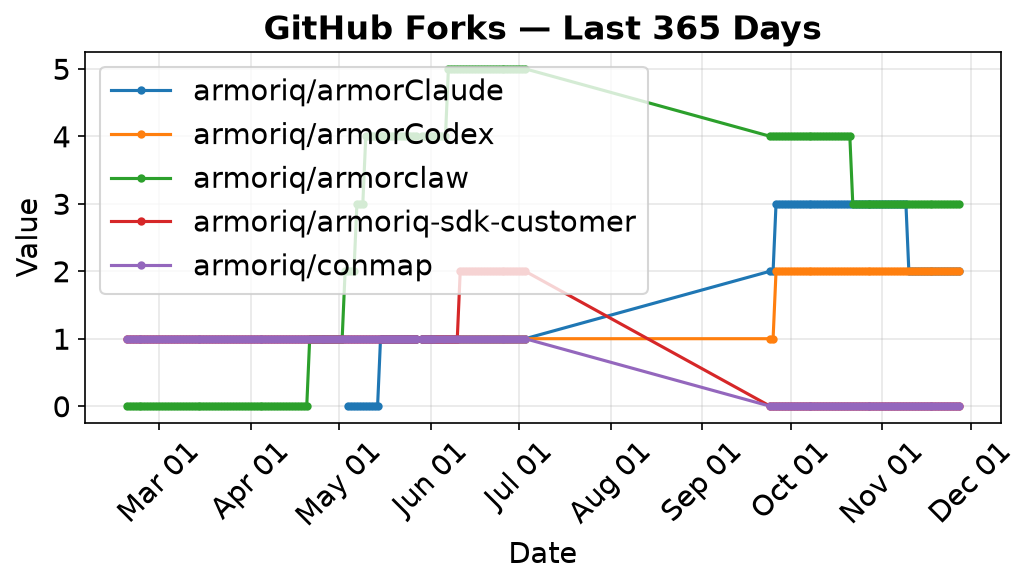 GitHub Forks — Last 365 Days
5
4
3
2
1
0
Value
armoriq/armorClaude
armoriq/armorCodex
armoriq/armorclaw
armoriq/armoriq-sdk-customer
armoriq/conmap
Mar 01
Apr 01
May 01
Jun 01
Jul 01
Aug 01
Sep 01
Oct 01
Nov 01
Dec 01
Date